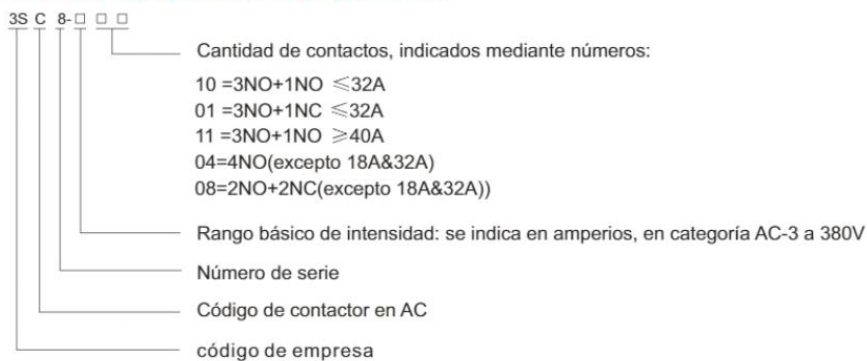 3S C 8-□ □ □
Cantidad de contactos, indicados mediante números:
10 =3NO+1NO ≤32A
01 =3NO+1NC ≤32A
11 =3NO+1NO ≥40A
04=4NO(excepto 18A&32A)
08=2NO+2NC(excepto 18A&32A))
Rango básico de intensidad: se indica en amperios, en categoría AC-3 a 380V
Número de serie
Código de contactor en AC
código de empresa